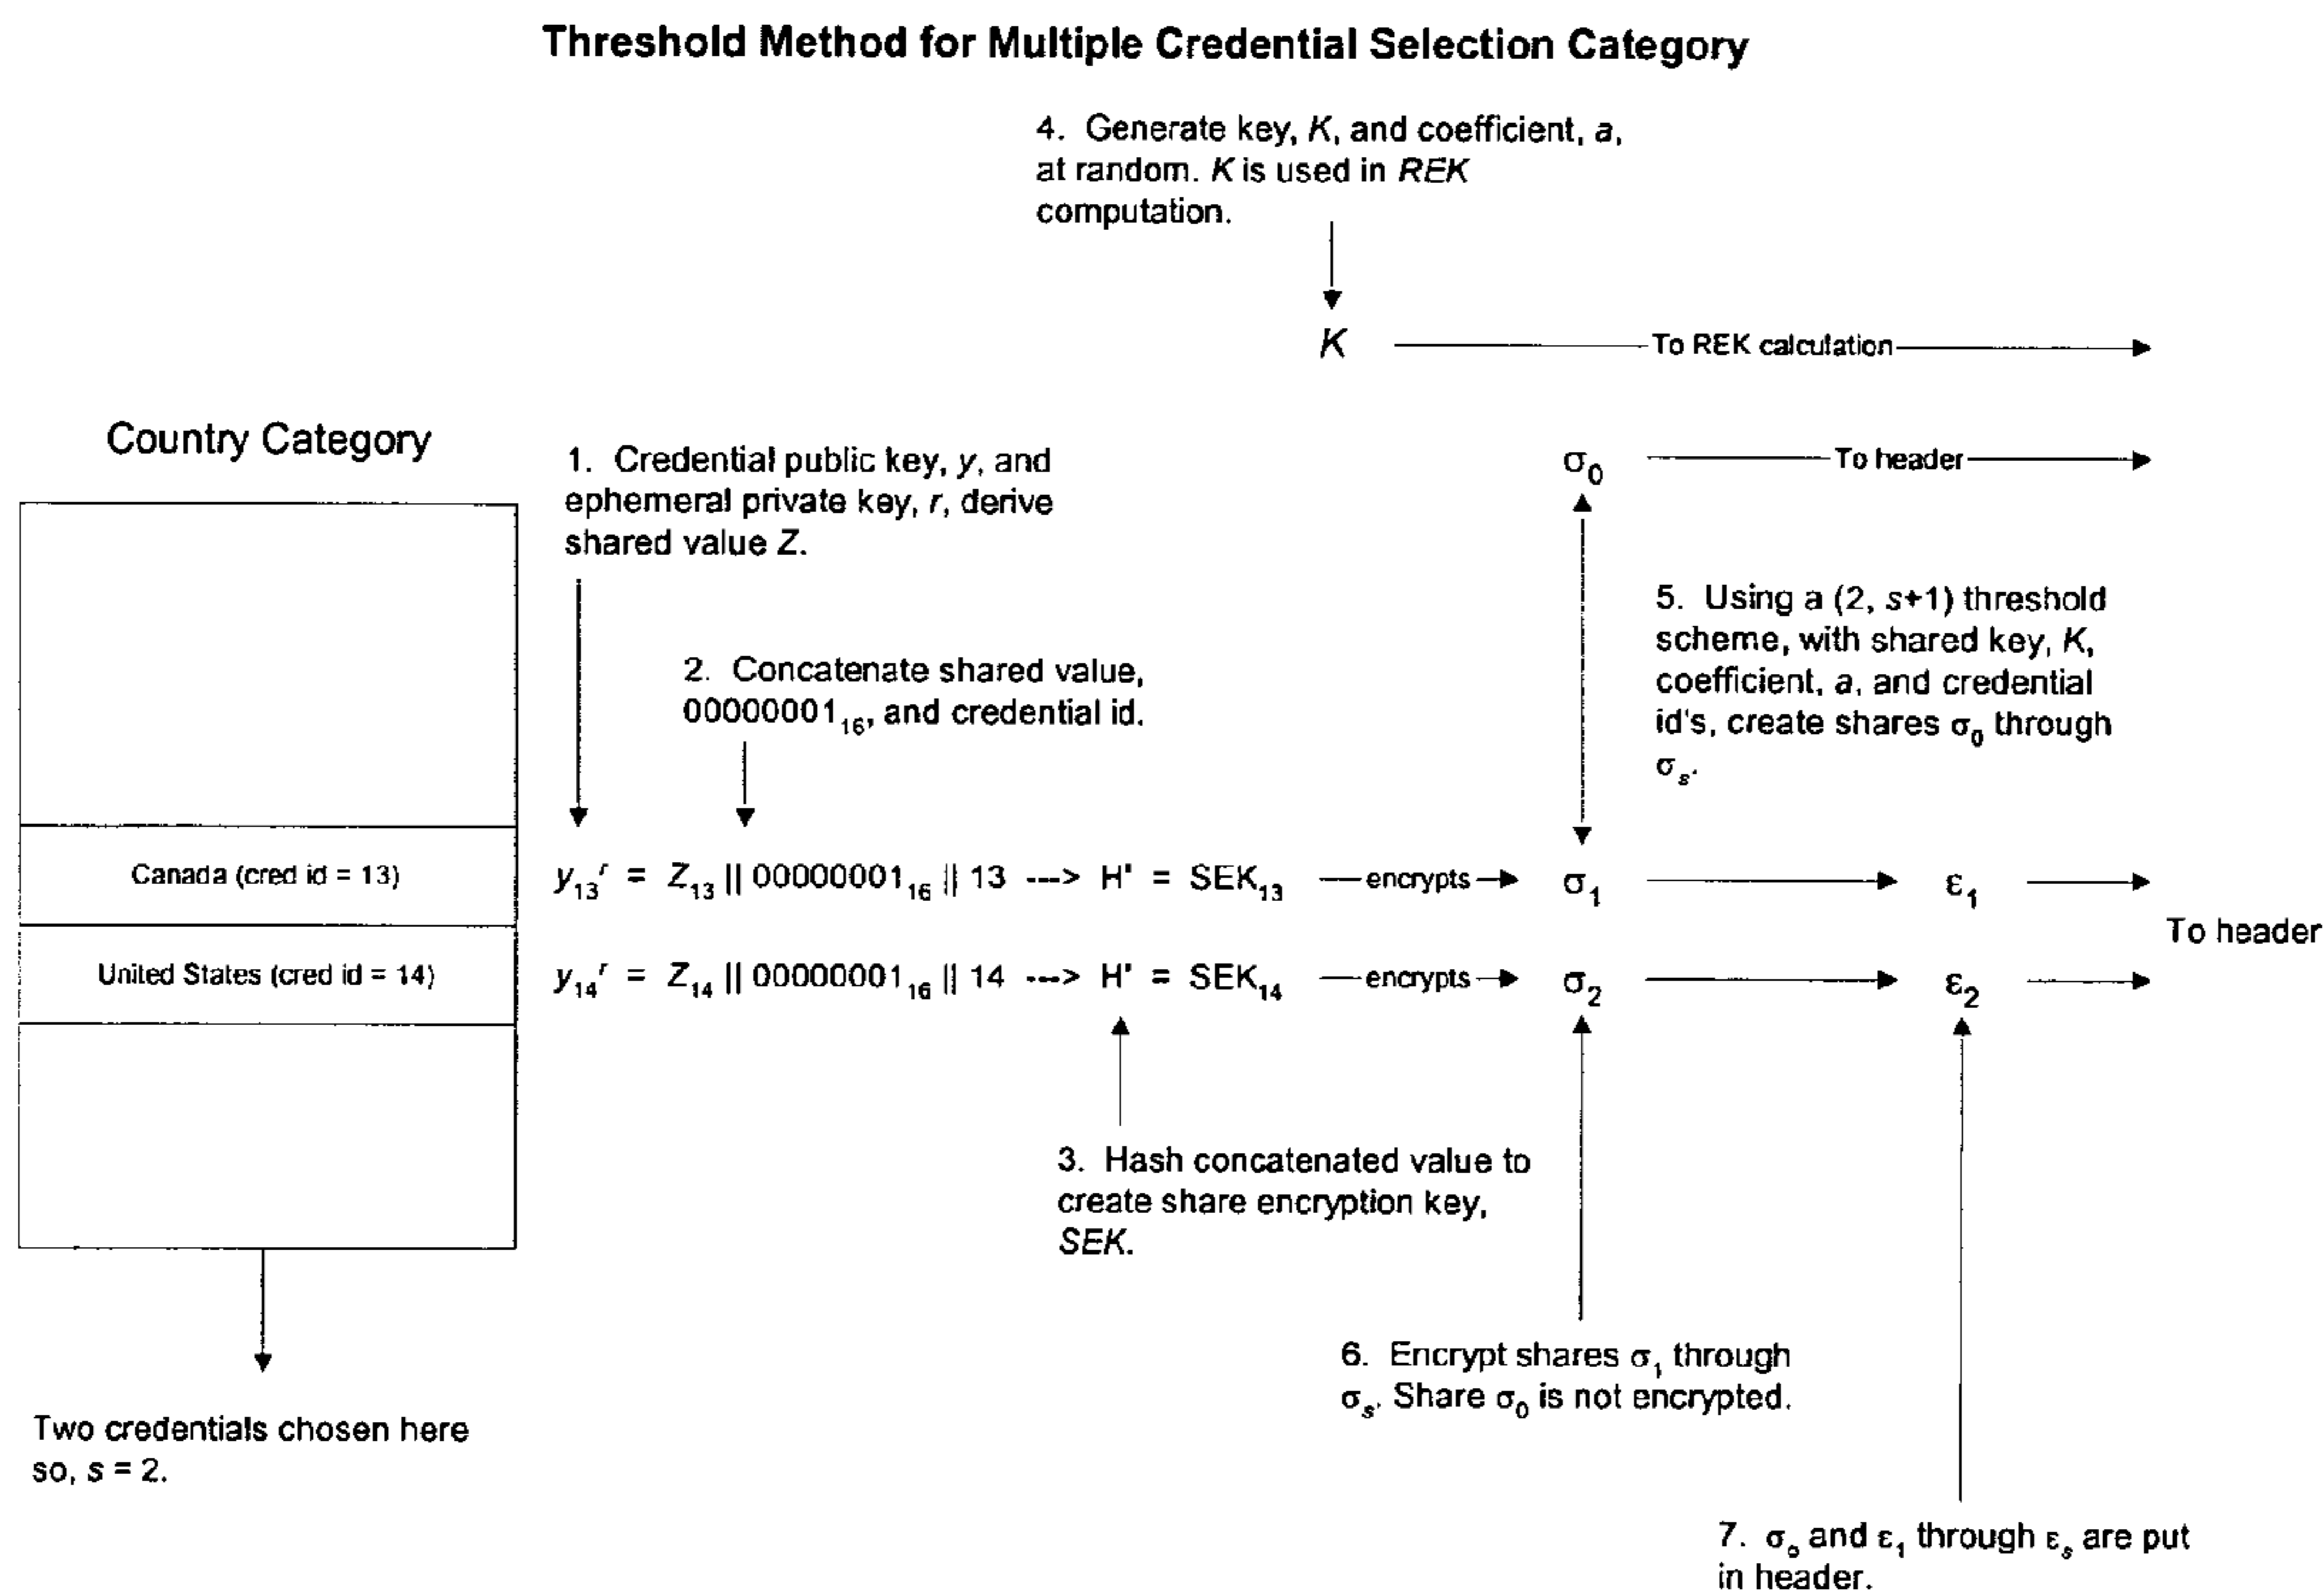 Threshold Method for Multiple Credential Selection Category
4. Generate key, K, and coefficient, a,
at random. K is used in REK
computation.
K
To REK calculation
Country Category
1. Credential public key, y, and
ephemeral private key, r, derive
shared value Z.
σ₀
To header
2. Concatenate shared value,
00000001₁₆, and credential id.
5. Using a (2, s+1) threshold
scheme, with shared key, K,
coefficient, a, and credential
id's, create shares σ₀ through
σₛ.
Canada (cred id = 13)
y₁₃ʳ = Z₁₃ || 00000001₁₆ || 13 ---> H' = SEK₁₃ —encrypts→ σ₁ → ε₁ →
To header
United States (cred id = 14)
y₁₄ʳ = Z₁₄ || 00000001₁₆ || 14 ---> H' = SEK₁₄ —encrypts→ σ₂ → ε₂ →
3. Hash concatenated value to
create share encryption key,
SEK.
6. Encrypt shares σ₁ through
σₛ. Share σ₀ is not encrypted.
Two credentials chosen here
so, s = 2.
7. σ₀ and ε₁ through εₛ are put
in header.